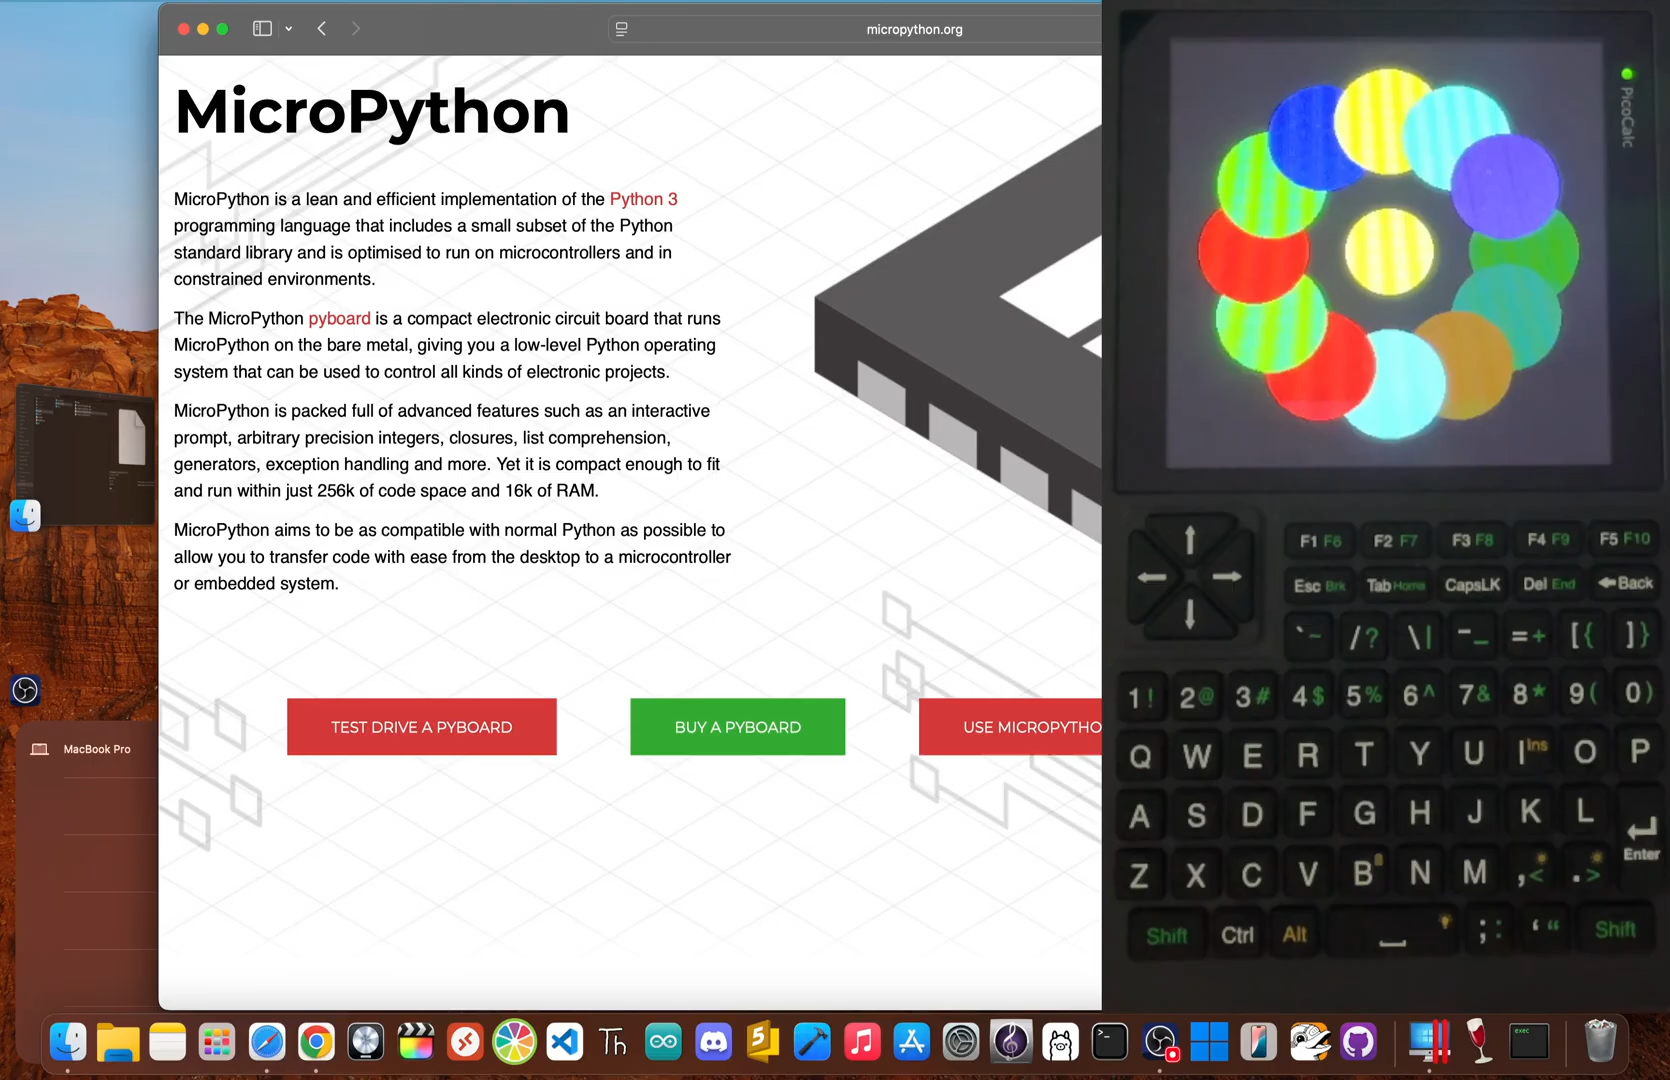 micropython.org
MicroPython
MicroPython is a lean and efficient implementation of the Python 3
programming language that includes a small subset of the Python
standard library and is optimised to run on microcontrollers and in
constrained environments.
The MicroPython pyboard is a compact electronic circuit board that runs
MicroPython on the bare metal, giving you a low-level Python operating
system that can be used to control all kinds of electronic projects.
MicroPython is packed full of advanced features such as an interactive
prompt, arbitrary precision integers, closures, list comprehension,
generators, exception handling and more. Yet it is compact enough to fit
and run within just 256k of code space and 16k of RAM.
MicroPython aims to be as compatible with normal Python as possible to
allow you to transfer code with ease from the desktop to a microcontroller
or embedded system.
TEST DRIVE A PYBOARD
BUY A PYBOARD
USE MICROPYTHO
MacBook Pro
PicoCalc
F1 F6 F2 F7 F3 F8 F4 F9 F5 F10
Esc Brk Tab Home CapsLK Del End Back
` ~ / ? \ | - _ = + [ { ] }
1 ! 2 @ 3 # 4 $ 5 % 6 ^ 7 & 8 * 9 ( 0 )
Q W E R T Y U I Ins O P
A S D F G H J K L
Enter
Z X C V B N M , < . >
Shift Ctrl Alt ; : ' " Shift
Th
5
exec